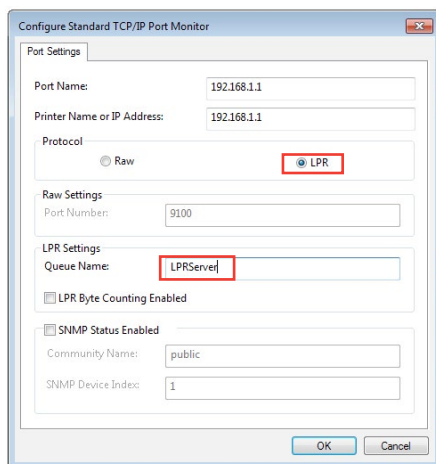 Configure Standard TCP/IP Port Monitor
Port Settings
Port Name: 192.168.1.1
Printer Name or IP Address: 192.168.1.1
Protocol
Raw LPR
Raw Settings
Port Number: 9100
LPR Settings
Queue Name: LPRServer
LPR Byte Counting Enabled
SNMP Status Enabled
Community Name: public
SNMP Device Index: 1
OK Cancel